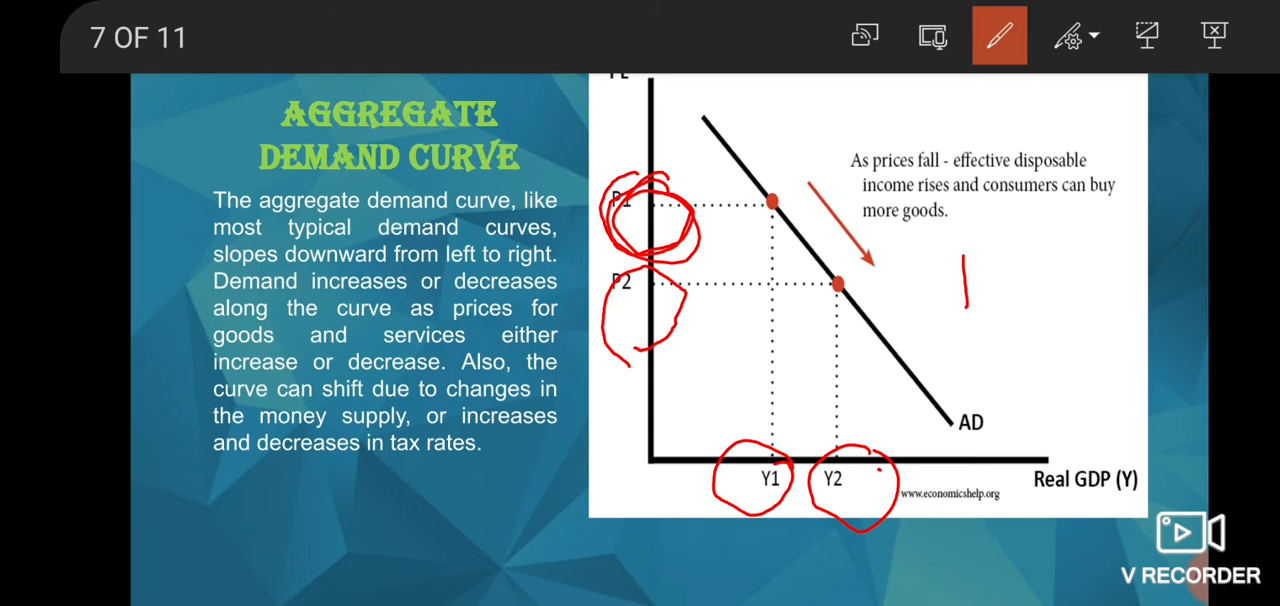 7 OF 11
AGGREGATE
DEMAND CURVE
The aggregate demand curve, like
most typical demand curves,
slopes downward from left to right.
Demand increases or decreases
along the curve as prices for
goods and services either
increase or decrease. Also, the
curve can shift due to changes in
the money supply, or increases
and decreases in tax rates.
As prices fall - effective disposable
income rises and consumers can buy
more goods.
P1
P2
AD
Y1
Y2
Real GDP (Y)
www.economicshelp.org
V RECORDER